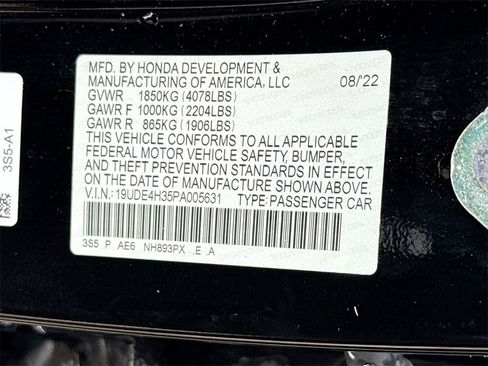 MFD. BY HONDA DEVELOPMENT &
MANUFACTURING OF AMERICA, LLC 08/22
GVWR 1850KG (4078LBS)
GAWR F 1000KG (2204LBS)
GAWR R 865KG (1906LBS)
THIS VEHICLE CONFORMS TO ALL APPLICABLE
FEDERAL MOTOR VEHICLE SAFETY, BUMPER,
AND THEFT PREVENTION STANDARDS IN EFFECT
ON THE DATE OF MANUFACTURE SHOWN ABOVE.
V.I.N.: 19UDE4H35PA005631 TYPE: PASSENGER CAR
3S5 P AE6 NH893PX .E A
3S5-A1